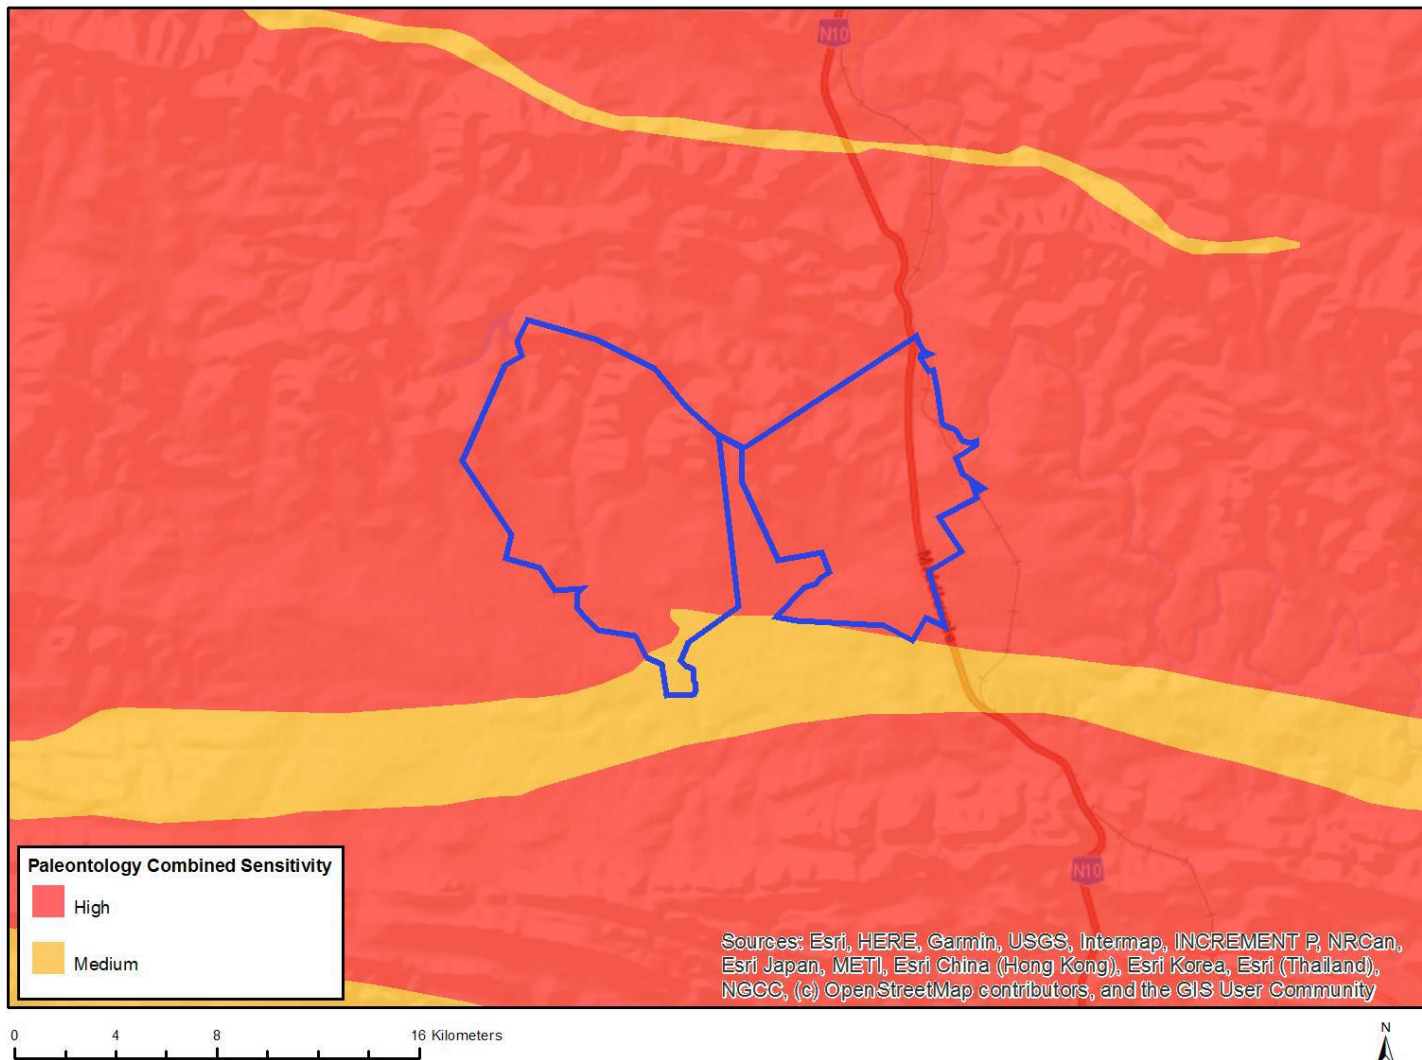 N10
N10
Paleontology Combined Sensitivity
High
Medium
Sources: Esri, HERE, Garmin, USGS, Intermap, INCREMENT P, NRCan,
Esri Japan, METI, Esri China (Hong Kong), Esri Korea, Esri (Thailand),
NGCC, (c) OpenStreetMap contributors, and the GIS User Community
0 4 8 16 Kilometers
N